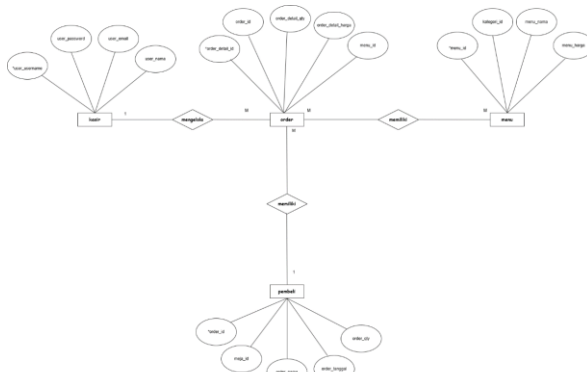 order_id
order_detail_qty
order_detail_harga
kategori_id
menu_nama
user_password
user_email
*order_detail_id
menu_id
*menu_id
menu_harga
*user_username
user_name
kasir
1
mengelola
M
order
M
memiliki
M
menu
M
memiliki
1
pembeli
*order_id
order_qty
meja_id
order_tanggal